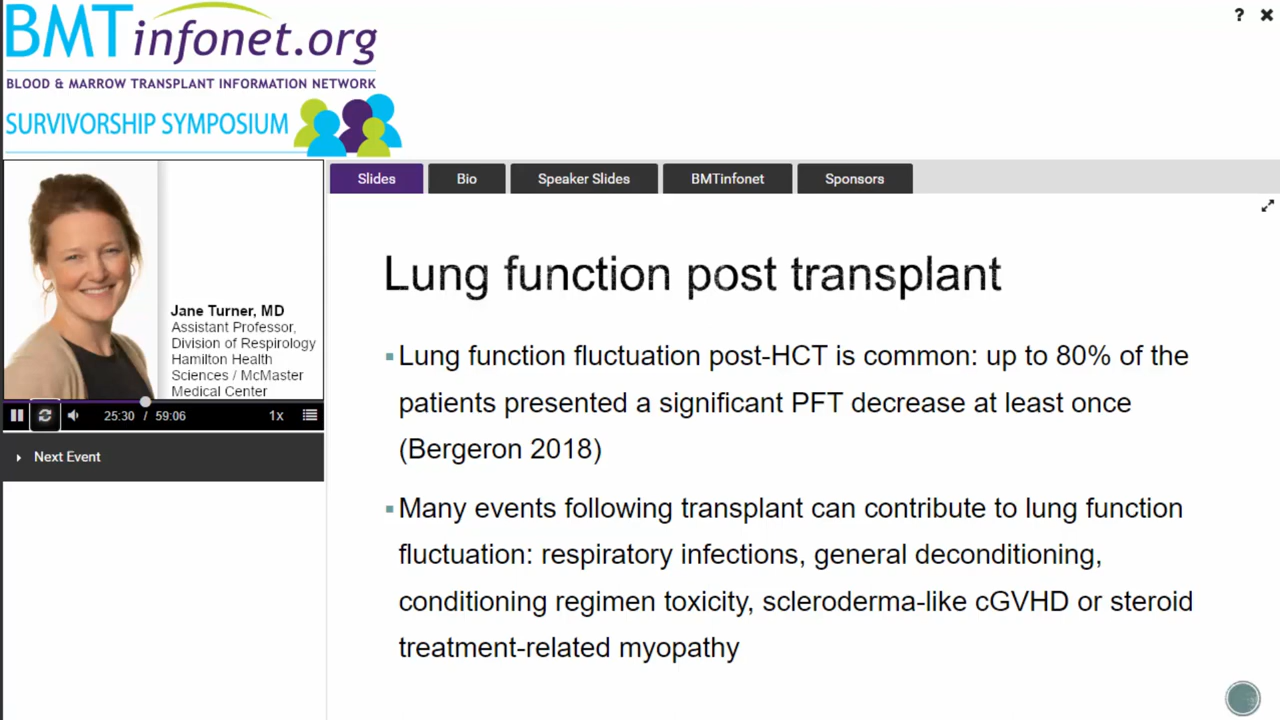 BMTinfonet.org
BLOOD & MARROW TRANSPLANT INFORMATION NETWORK
SURVIVORSHIP SYMPOSIUM
? ×
Slides Bio Speaker Slides BMTinfonet Sponsors
Jane Turner, MD
Assistant Professor,
Division of Respirology
Hamilton Health
Sciences / McMaster
Medical Center
25:30 / 59:06 1x
Next Event
Lung function post transplant
▪Lung function fluctuation post-HCT is common: up to 80% of the
patients presented a significant PFT decrease at least once
(Bergeron 2018)
▪Many events following transplant can contribute to lung function
fluctuation: respiratory infections, general deconditioning,
conditioning regimen toxicity, scleroderma-like cGVHD or steroid
treatment-related myopathy